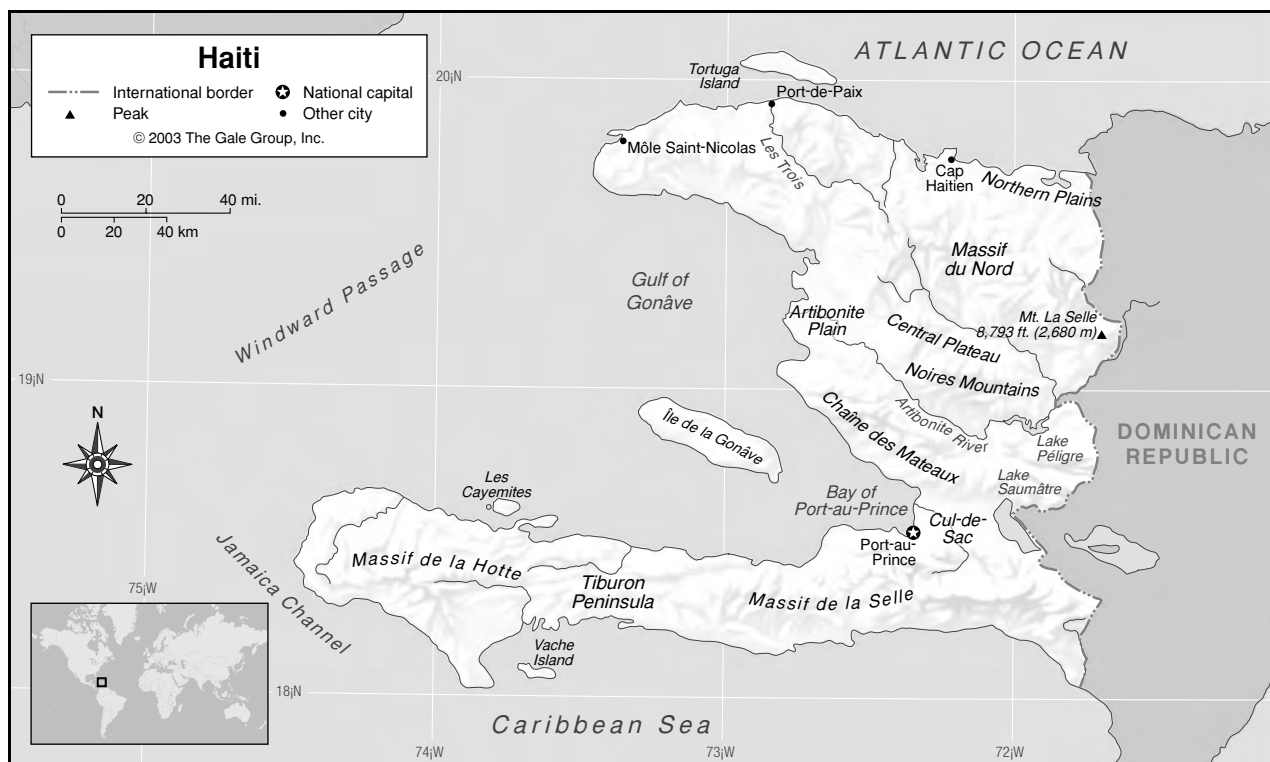 Haiti
International border
National capital
Peak
Other city
© 2003 The Gale Group, Inc.
0 20 40 mi.
0 20 40 km
ATLANTIC OCEAN
20¡N
Tortuga
Island
Port-de-Paix
Môle Saint-Nicolas
Les Trois
Cap
Haitien
Northern Plains
Massif
du Nord
Windward Passage
Gulf of
Gonâve
Mt. La Selle
8,793 ft. (2,680 m)
Artibonite
Plain
Central Plateau
Noires Mountains
19¡N
N
Île de la Gonâve
Chaîne des Mateaux
Artibonite River
Lake
Péligre
DOMINICAN
REPUBLIC
Lake
Saumâtre
Les
Cayemites
Bay of
Port-au-Prince
Cul-de-
Sac
Port-au-
Prince
Jamaica Channel
Massif de la Hotte
Tiburon
Peninsula
Massif de la Selle
75¡W
Vache
Island
18¡N
Caribbean Sea
74¡W
73¡W
72¡W